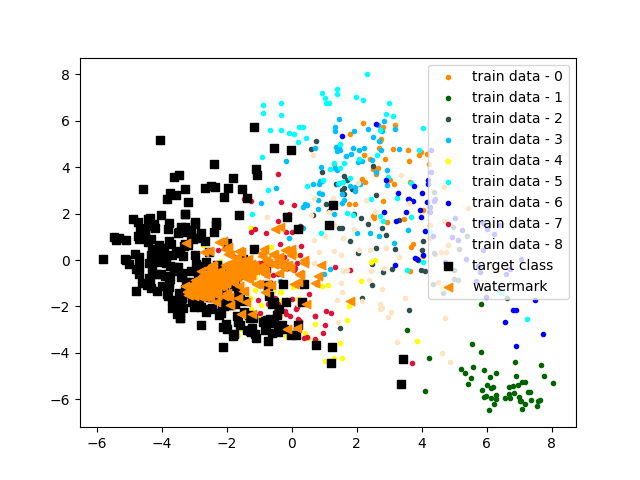 8
6
4
2
0
−2
−4
−6
−6 −4 −2 0 2 4 6 8
train data - 0
train data - 1
train data - 2
train data - 3
train data - 4
train data - 5
train data - 6
train data - 7
train data - 8
target class
watermark